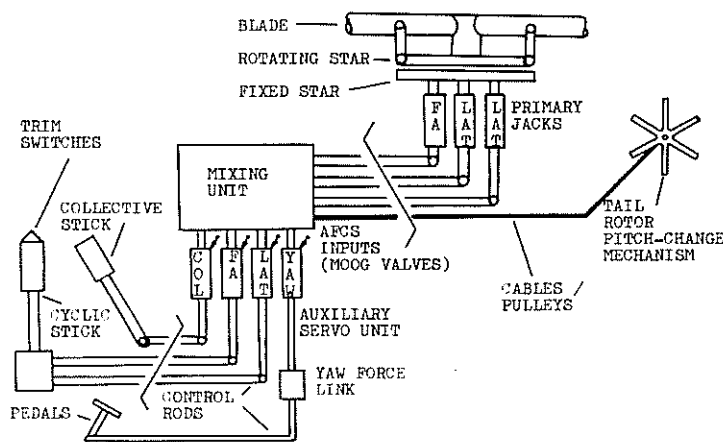 BLADE
ROTATING STAR
FIXED STAR
FA
LAT
LAT
PRIMARY
JACKS
TRIM
SWITCHES
MIXING
UNIT
COLLECTIVE
STICK
TAIL
ROTOR
PITCH-CHANGE
MECHANISM
AFCS
INPUTS
(MOOG VALVES)
COL
FA
LAT
YAW
CABLES
PULLEYS
CYCLIC
STICK
AUXILIARY
SERVO UNIT
YAW FORCE
LINK
CONTROL
RODS
PEDALS